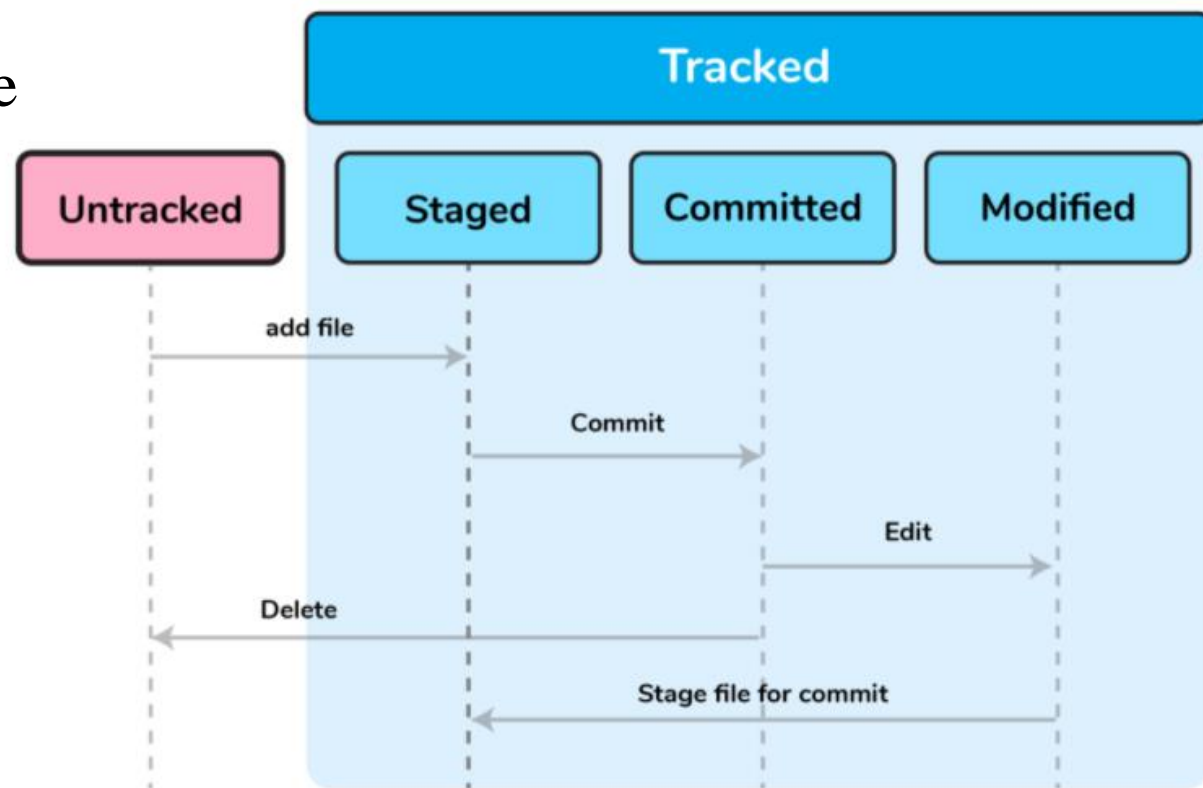 Tracked
e
Untracked
Staged
Committed
Modified
add file
Commit
Edit
Delete
Stage file for commit